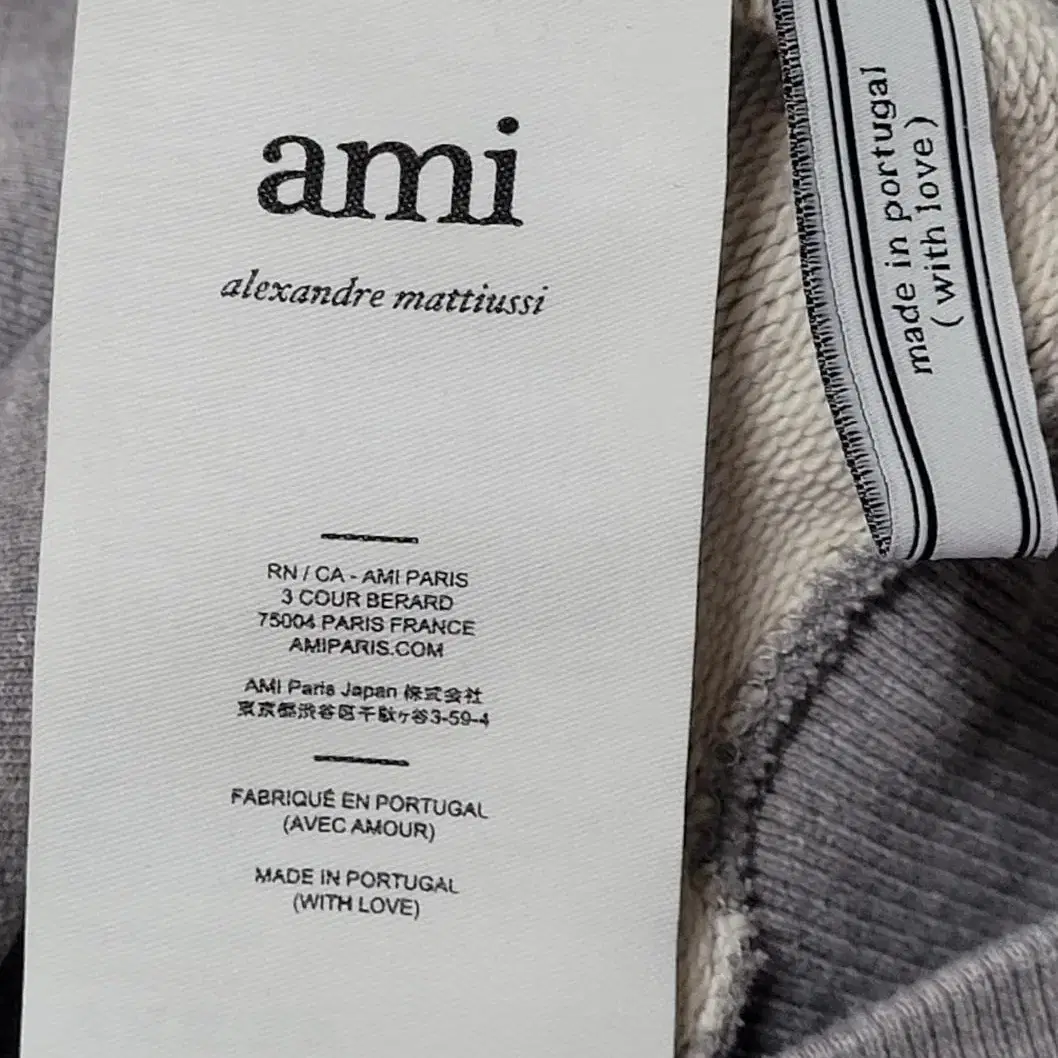 ami
alexandre mattiussi
RN / CA - AMI PARIS
3 COUR BERARD
75004 PARIS FRANCE
AMIPARIS.COM
AMI Paris Japan 株式会社
東京都渋谷区千駄ヶ谷3-59-4
FABRIQUÉ EN PORTUGAL
(AVEC AMOUR)
MADE IN PORTUGAL
(WITH LOVE)
made in portugal
( with love)